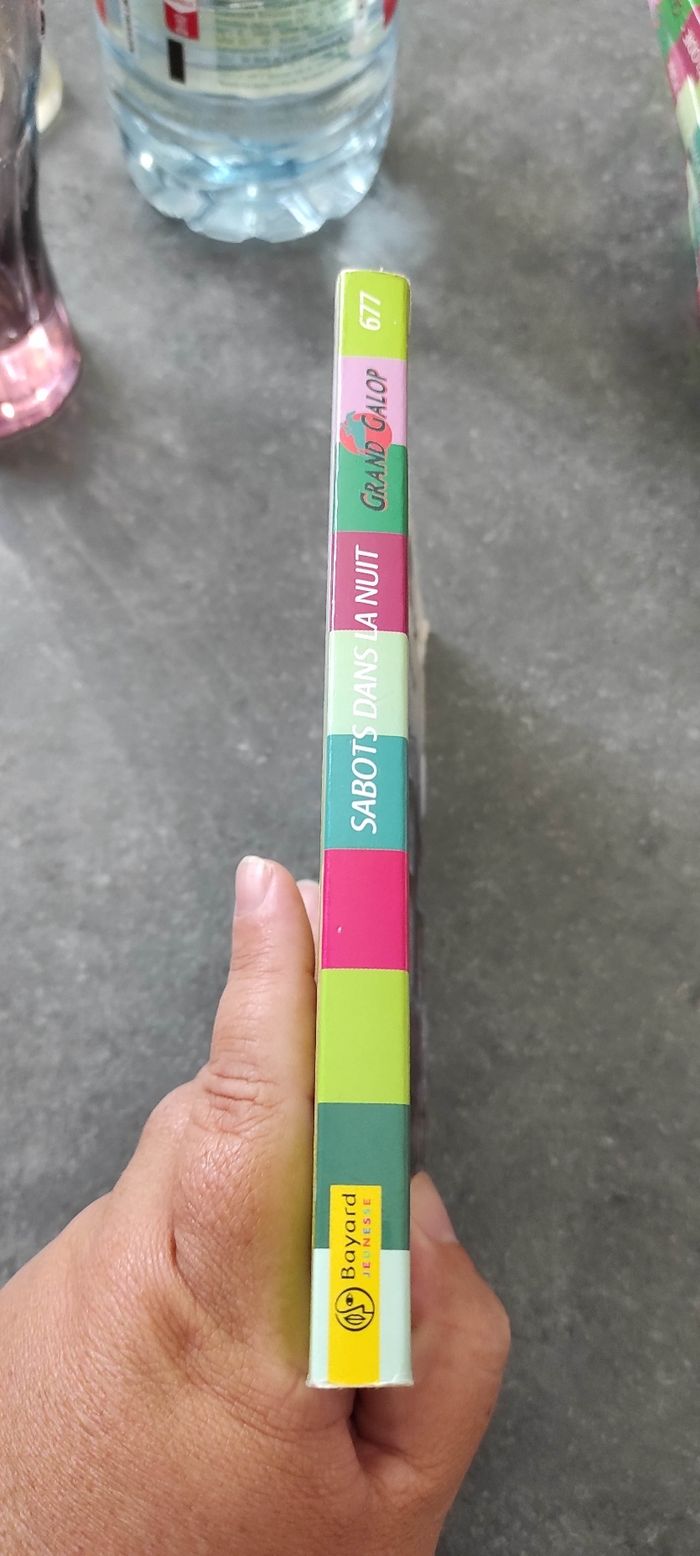 677
GRAND GALOP
SABOTS DANS LA NUIT
Bayard
JEUNESSE